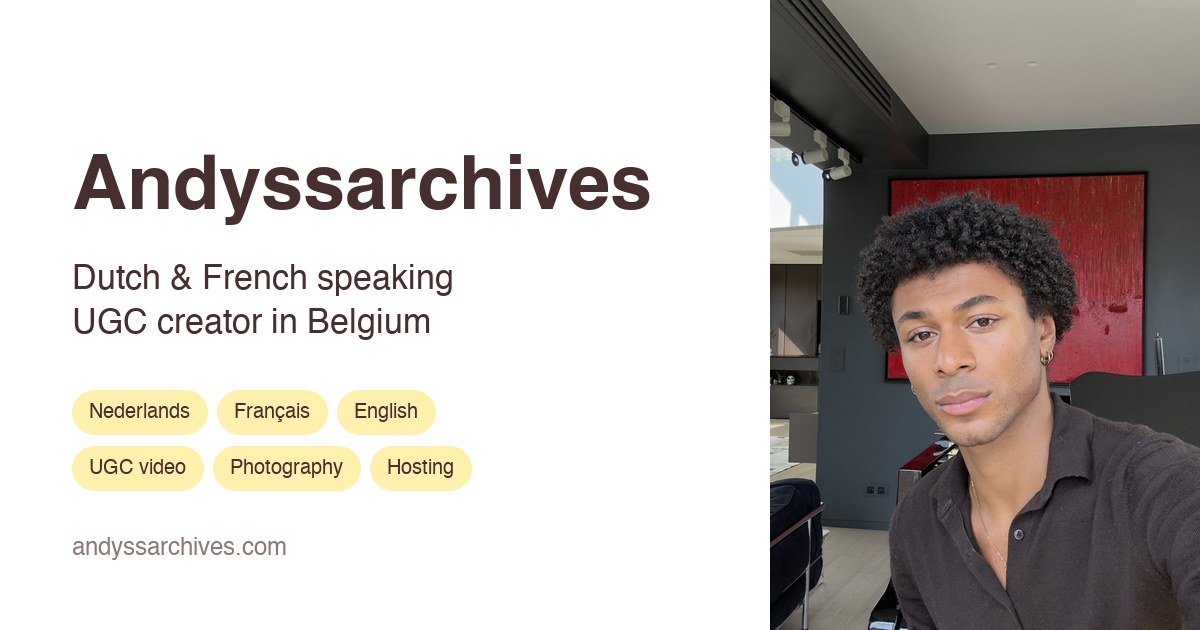 Andyssarchives
Dutch & French speaking
UGC creator in Belgium
Nederlands Français English
UGC video Photography Hosting
andyssarchives.com